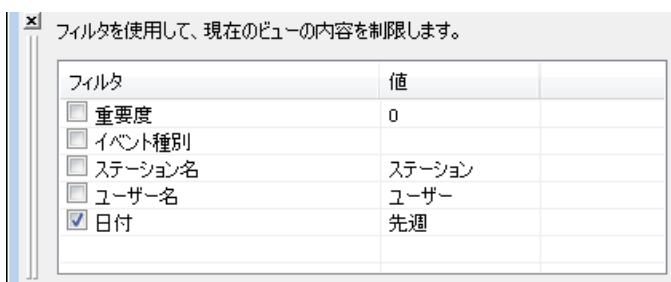 フィルタを使用して、現在のビューの内容を制限します。
フィルタ 値
重要度 0
イベント種別
ステーション名 ステーション
ユーザー名 ユーザー
日付 先週